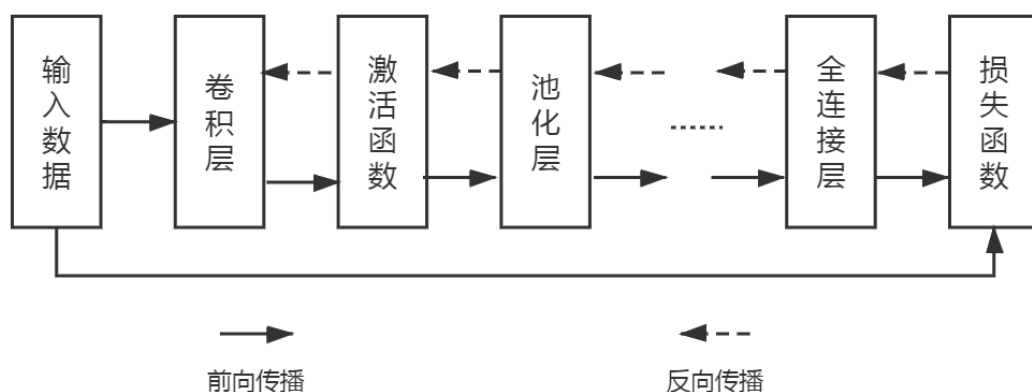 输入数据
卷积层
激活函数
池化层
全连接层
损失函数
前向传播
反向传播